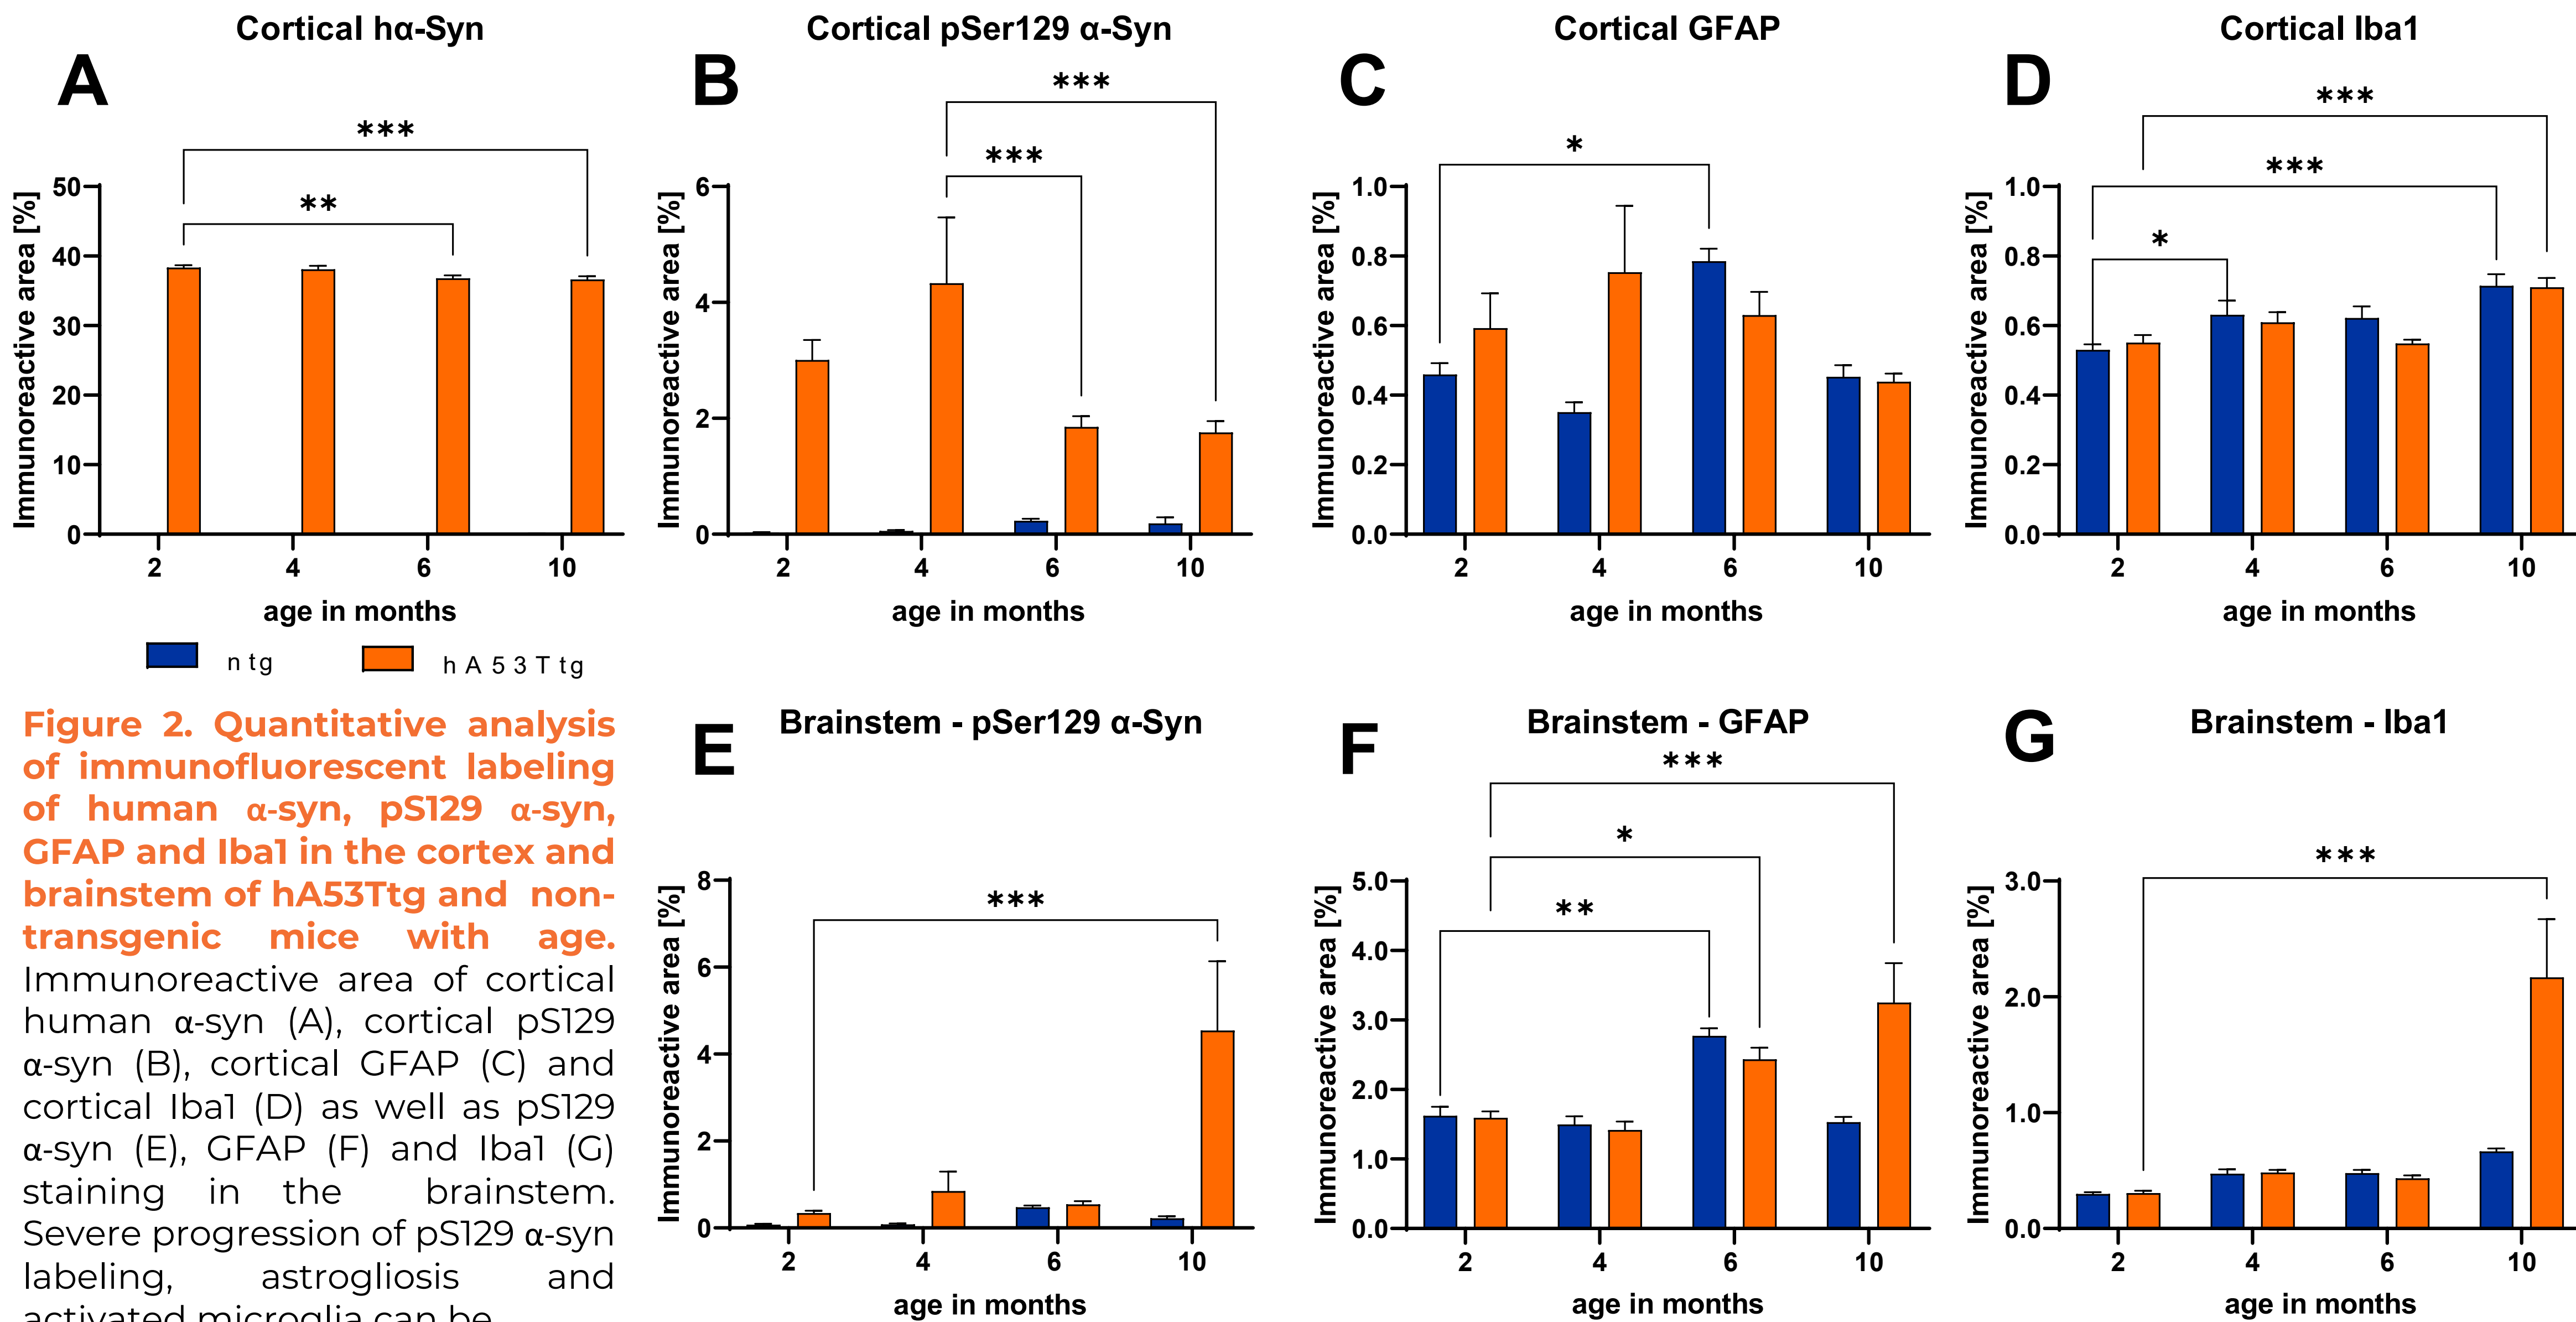 Cortical hα-Syn
A
***
**
Immunoreactive area [%]
50
40
30
20
10
0
2 4 6 10
age in months
ntg hA53Ttg
Cortical pSer129 α-Syn
B
***
***
Immunoreactive area [%]
6
4
2
0
2 4 6 10
age in months
Cortical GFAP
C
*
Immunoreactive area [%]
1.0
0.8
0.6
0.4
0.2
0.0
2 4 6 10
age in months
Cortical Iba1
D
***
***
*
Immunoreactive area [%]
1.0
0.8
0.6
0.4
0.2
0.0
2 4 6 10
age in months
Figure 2. Quantitative analysis
of immunofluorescent labeling
of human α-syn, pS129 α-syn,
GFAP and Iba1 in the cortex and
brainstem of hA53Ttg and non-
transgenic mice with age.
Immunoreactive area of cortical
human α-syn (A), cortical pS129
α-syn (B), cortical GFAP (C) and
cortical Iba1 (D) as well as pS129
α-syn (E), GFAP (F) and Iba1 (G)
staining in the brainstem.
Severe progression of pS129 α-syn
labeling, astrogliosis and
activated microglia can be
Brainstem - pSer129 α-Syn
E
***
Immunoreactive area [%]
8
6
4
2
0
2 4 6 10
age in months
Brainstem - GFAP
F
***
*
**
Immunoreactive area [%]
5.0
4.0
3.0
2.0
1.0
0.0
2 4 6 10
age in months
Brainstem - Iba1
G
***
Immunoreactive area [%]
3.0
2.0
1.0
0.0
2 4 6 10
age in months